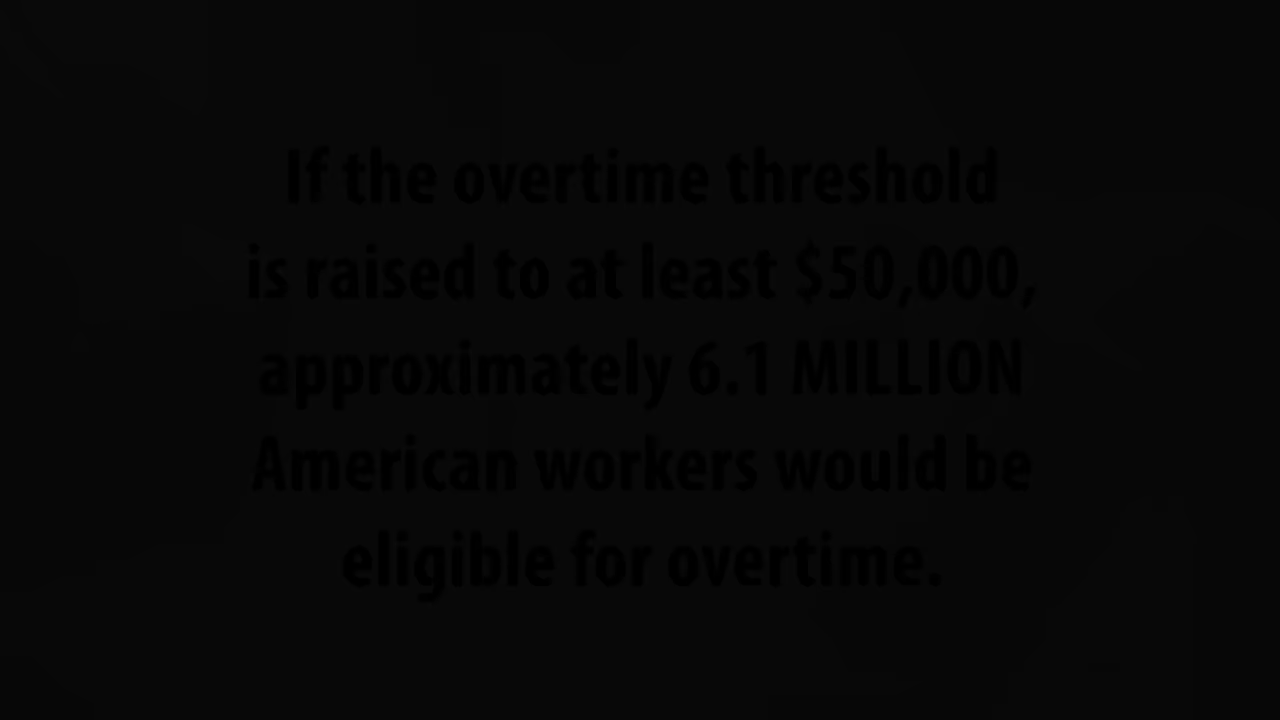 If the overtime threshold
is raised to at least $50,000,
approximately 6.1 MILLION
American workers would be
eligible for overtime.